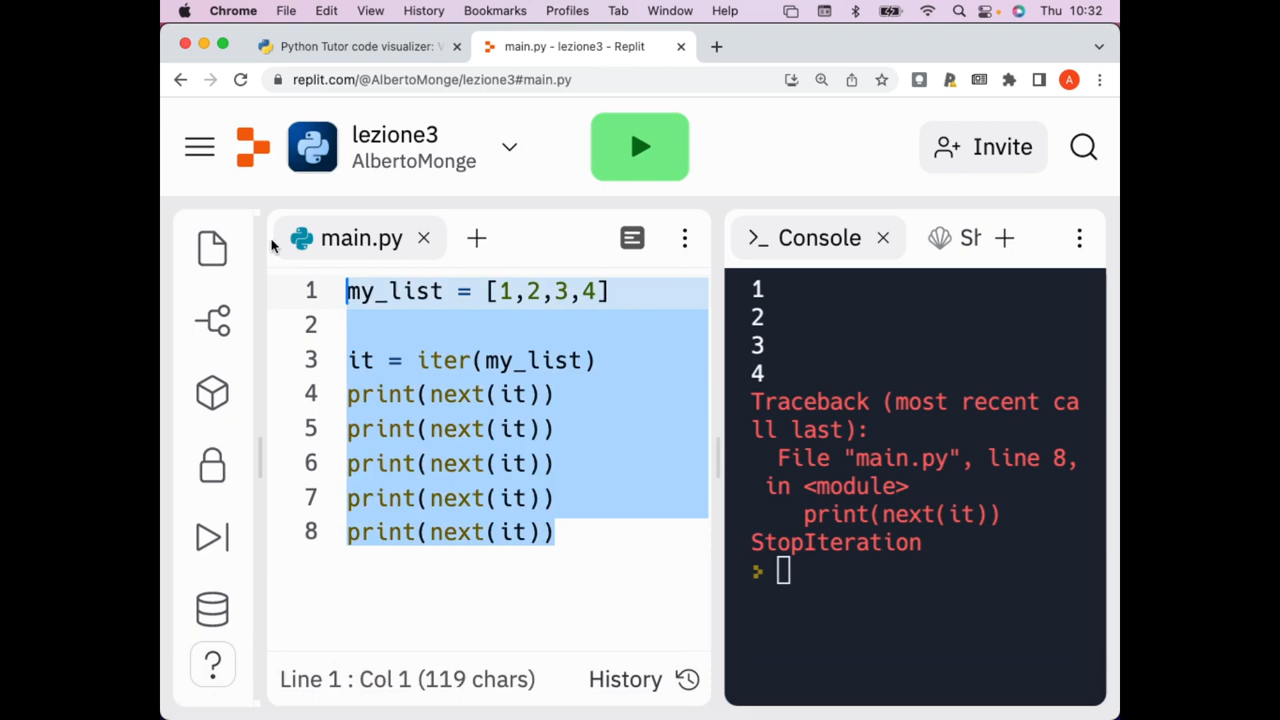 Chrome File Edit View History Bookmarks Profiles Tab Window Help Thu 10:32
Python Tutor code visualizer: main.py - lezione3 - Replit
replit.com/@AlbertoMonge/lezione3#main.py A
lezione3
AlbertoMonge
Invite
main.py
>_ Console Sh
1 my_list = [1,2,3,4]
2
3 it = iter(my_list)
4 print(next(it))
5 print(next(it))
6 print(next(it))
7 print(next(it))
8 print(next(it))
Line 1 : Col 1 (119 chars) History
1
2
3
4
Traceback (most recent ca
ll last):
File "main.py", line 8,
in <module>
print(next(it))
StopIteration
?